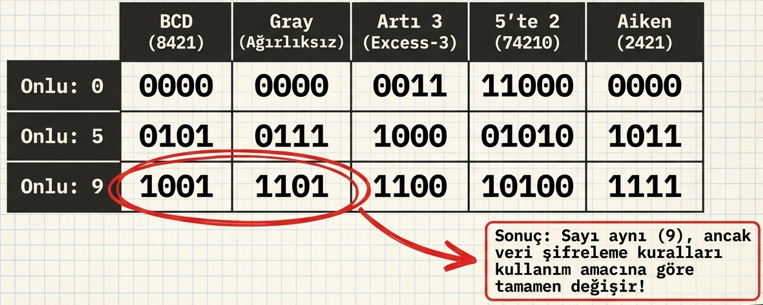 BCD (8421) Gray (Ağırlıksız) Artı 3 (Excess-3) 5'te 2 (74210) Aiken (2421)
Onlu: 0 0000 0000 0011 11000 0000
Onlu: 5 0101 0111 1000 01010 1011
Onlu: 9 1001 1101 1100 10100 1111
Sonuç: Sayı aynı (9), ancak
veri şifreleme kuralları
kullanım amacına göre
tamamen değişir!